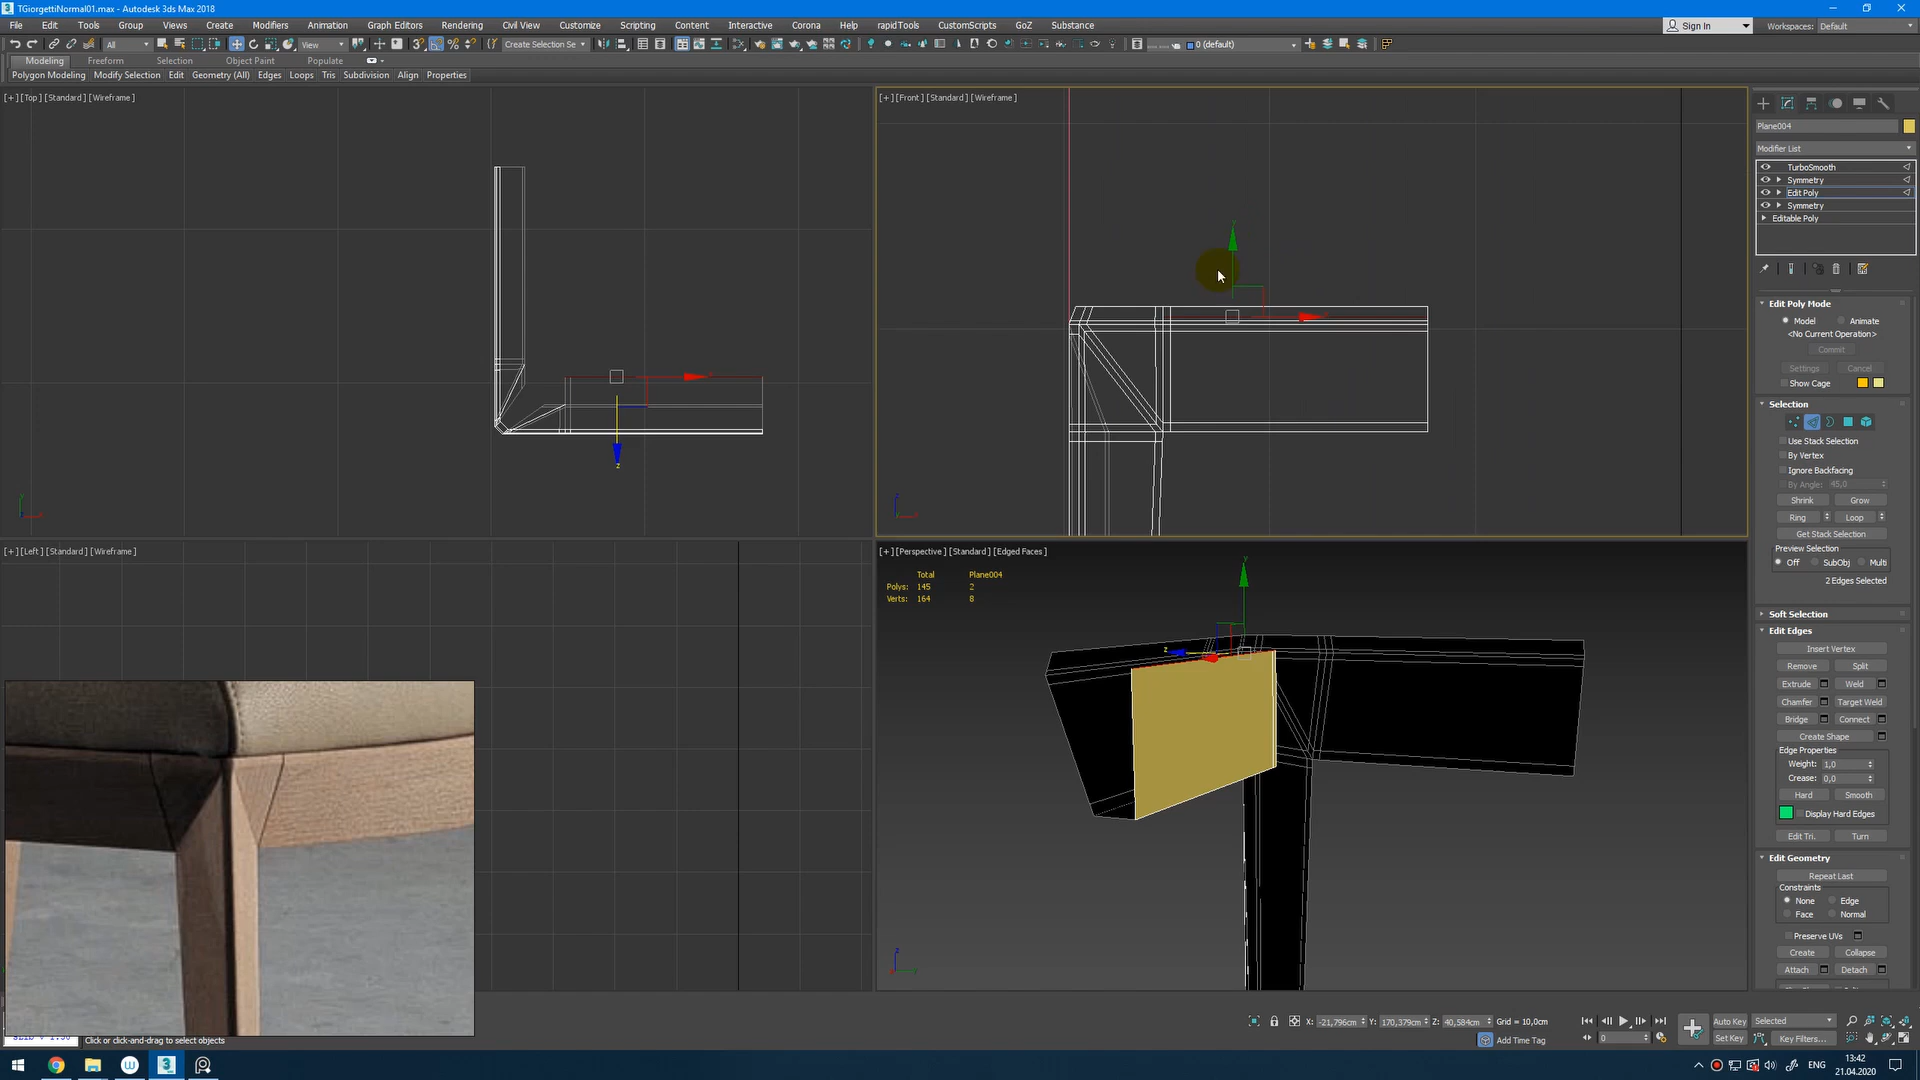 TGiorgettiNormal01.max - Autodesk 3ds Max 2018
File Edit Tools Group Views Create Modifiers Animation Graph Editors Rendering Civil View Customize Scripting Content Interactive Corona Help rapidTools CustomScripts GoZ Substance
Sign In Workspaces: Default
All View Create Selection Se 0 (default)
Modeling Freeform Selection Object Paint Populate
Polygon Modeling Modify Selection Edit Geometry (All) Edges Loops Tris Subdivision Align Properties
[+] [Top] [Standard] [Wireframe]
[+] [Front] [Standard] [Wireframe]
[+] [Left] [Standard] [Wireframe]
[+] [Perspective] [Standard] [Edged Faces]
Total Plane004
Polys: 145 2
Verts: 164 8
Plane004
Modifier List
TurboSmooth
Symmetry
Edit Poly
Symmetry
Editable Poly
Edit Poly Mode
Model Animate
<No Current Operation>
Commit
Settings Cancel
Show Cage
Selection
Use Stack Selection
By Vertex
Ignore Backfacing
By Angle: 45,0
Shrink Grow
Ring Loop
Get Stack Selection
Preview Selection
Off SubObj Multi
2 Edges Selected
Soft Selection
Edit Edges
Insert Vertex
Remove Split
Extrude Weld
Chamfer Target Weld
Bridge Connect
Create Shape
Edge Properties
Weight: 1,0
Crease: 0,0
Hard Smooth
Display Hard Edges
Edit Tri. Turn
Edit Geometry
Repeat Last
Constraints
None Edge
Face Normal
Preserve UVs
Create Collapse
Attach Detach
X: -21,796cm Y: 170,379cm Z: 40,584cm Grid = 10,0cm
Add Time Tag
Auto Key Selected
Set Key Key Filters...
0
Click or click-and-drag to select objects
ENG
13:42
21.04.2020